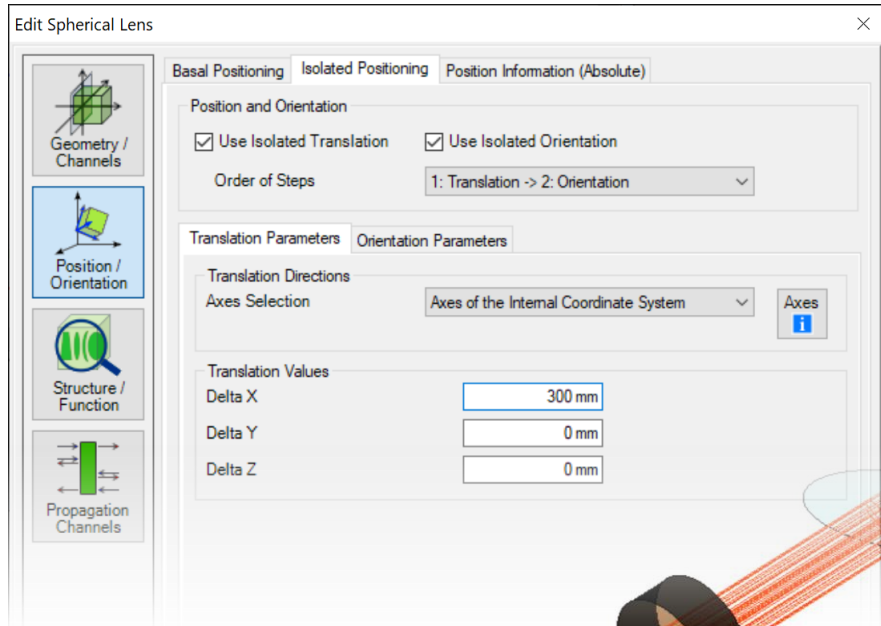 Edit Spherical Lens
Geometry /
Channels
Position /
Orientation
Structure /
Function
Propagation
Channels
Basal Positioning
Isolated Positioning
Position Information (Absolute)
Position and Orientation
Use Isolated Translation
Use Isolated Orientation
Order of Steps
1: Translation -> 2: Orientation
Translation Parameters
Orientation Parameters
Translation Directions
Axes Selection
Axes of the Internal Coordinate System
Axes
i
Translation Values
Delta X
300 mm
Delta Y
0 mm
Delta Z
0 mm